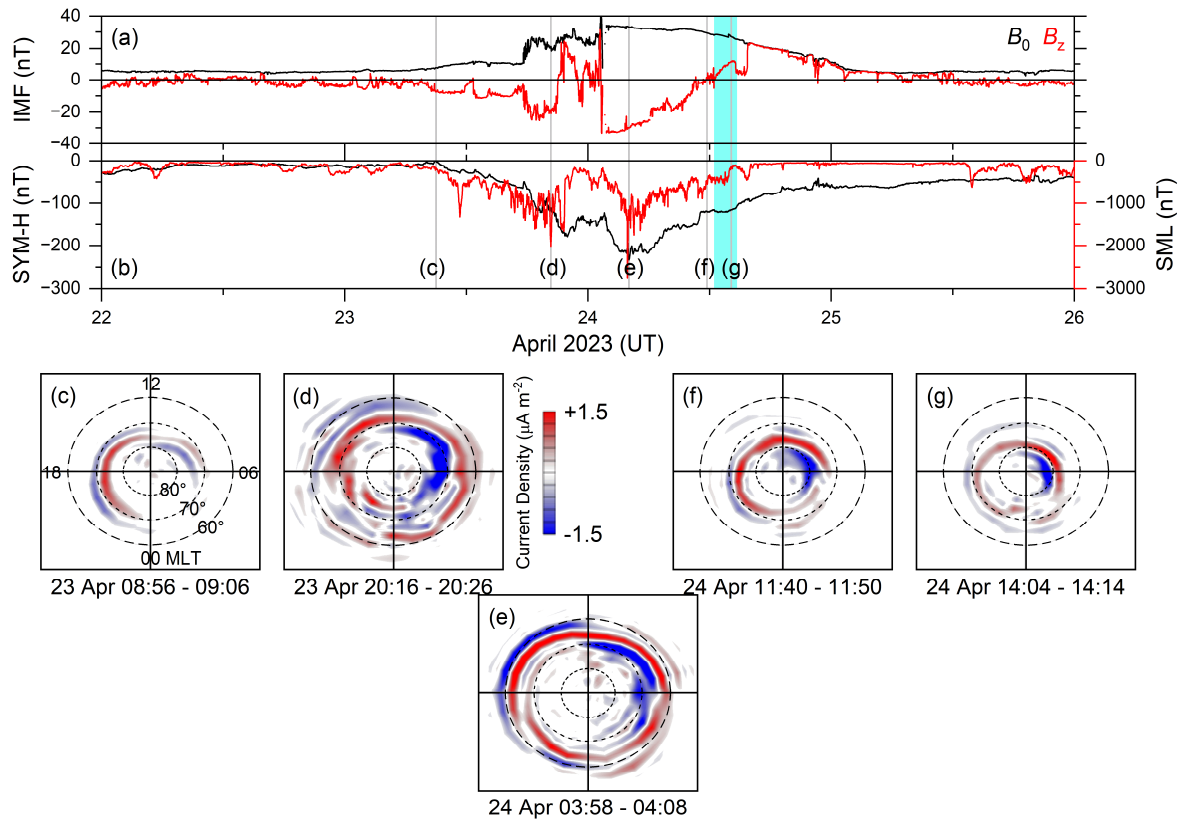 40
20
0
−20
−40
IMF (nT)
(a)
B0 Bz
0
−100
−200
−300
SYM-H (nT)
0
−1000
−2000
−3000
SML (nT)
(b) (c) (d) (e) (f) (g)
22 23 24 25 26
April 2023 (UT)
(c)
12
18 06
80°
70°
60°
00 MLT
23 Apr 08:56 - 09:06
(d)
23 Apr 20:16 - 20:26
Current Density (μA m-2)
+1.5
-1.5
(f)
24 Apr 11:40 - 11:50
(g)
24 Apr 14:04 - 14:14
(e)
24 Apr 03:58 - 04:08